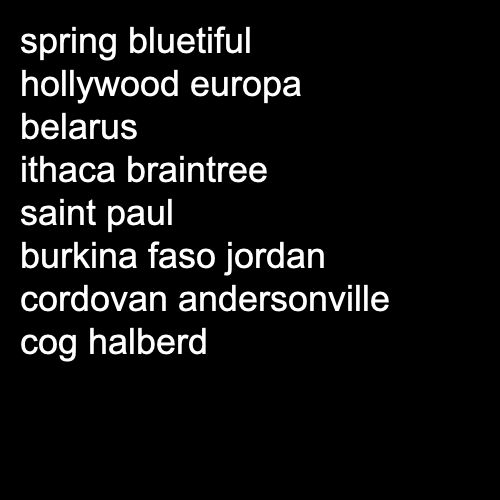 spring bluetiful
hollywood europa
belarus
ithaca braintree
saint paul
burkina faso jordan
cordovan andersonville
cog halberd